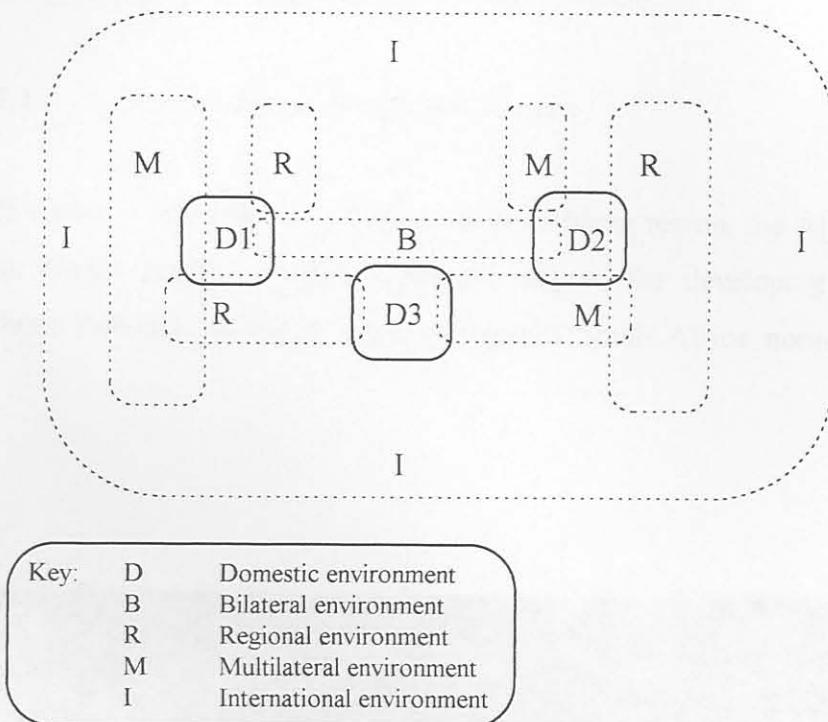 I
M R M R
I D1 B D2 I
R D3 M
I
Key: D Domestic environment
B Bilateral environment
R Regional environment
M Multilateral environment
I International environment